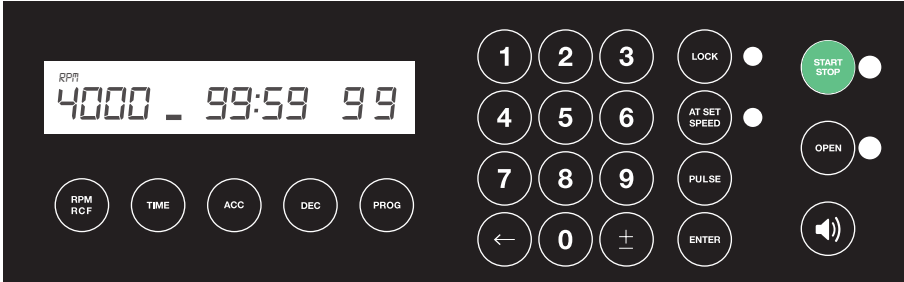 RPM
4000 _ 99:59 9 9
RPM
RCF
TIME
ACC
DEC
PROG
1
2
3
LOCK
4
5
6
AT SET
SPEED
7
8
9
PULSE
←
0
±
ENTER
START
STOP
OPEN